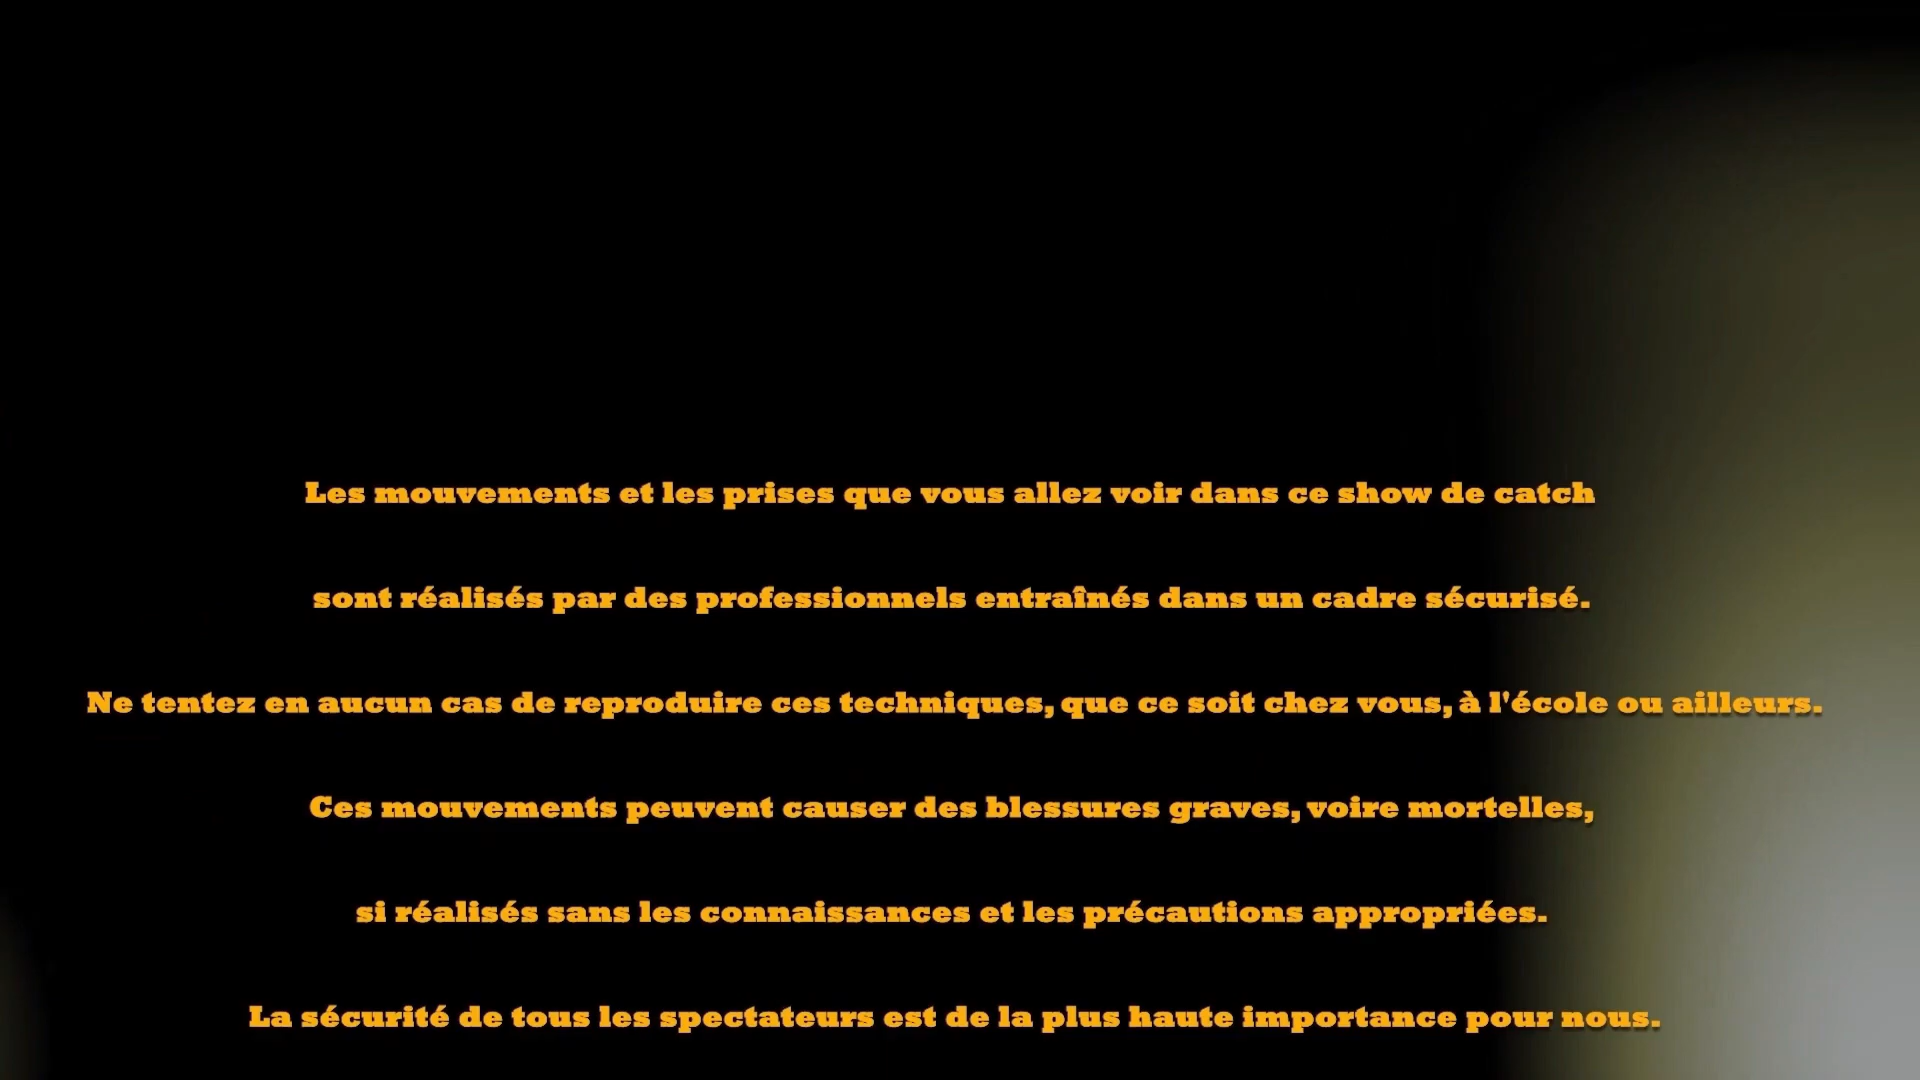 Les mouvements et les prises que vous allez voir dans ce show de catch
sont réalisés par des professionnels entraînés dans un cadre sécurisé.
Ne tentez en aucun cas de reproduire ces techniques, que ce soit chez vous, à l'école ou ailleurs.
Ces mouvements peuvent causer des blessures graves, voire mortelles,
si réalisés sans les connaissances et les précautions appropriées.
La sécurité de tous les spectateurs est de la plus haute importance pour nous.